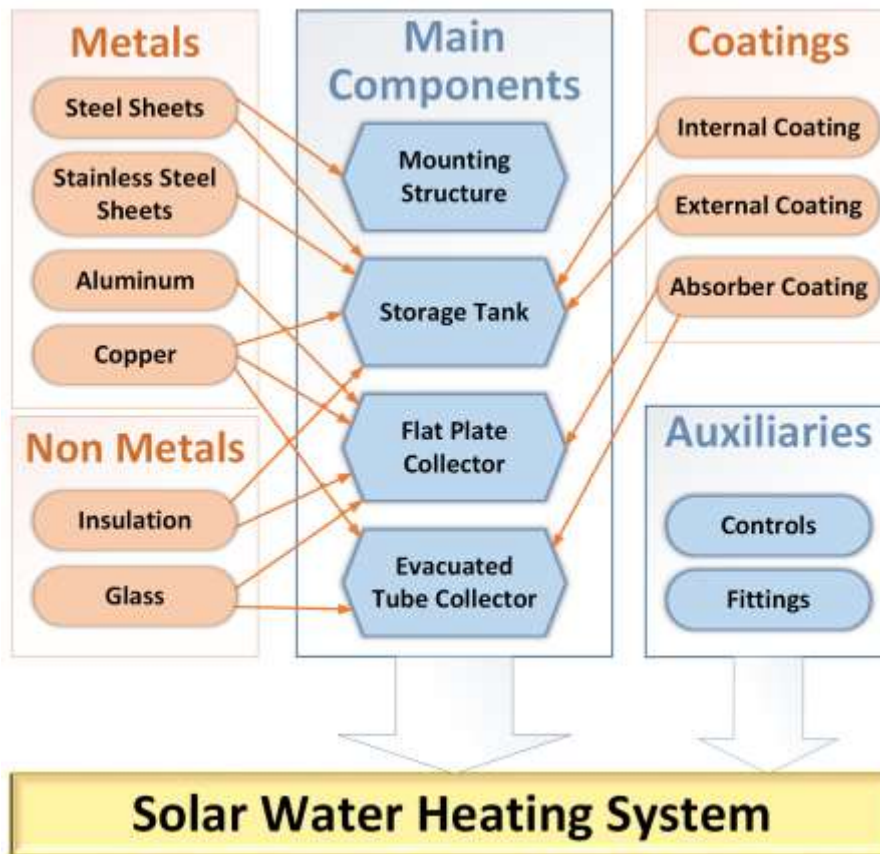 Metals
Steel Sheets
Stainless Steel
Sheets
Aluminum
Copper
Non Metals
Insulation
Glass
Main
Components
Mounting
Structure
Storage Tank
Flat Plate
Collector
Evacuated
Tube Collector
Coatings
Internal Coating
External Coating
Absorber Coating
Auxiliaries
Controls
Fittings
Solar Water Heating System